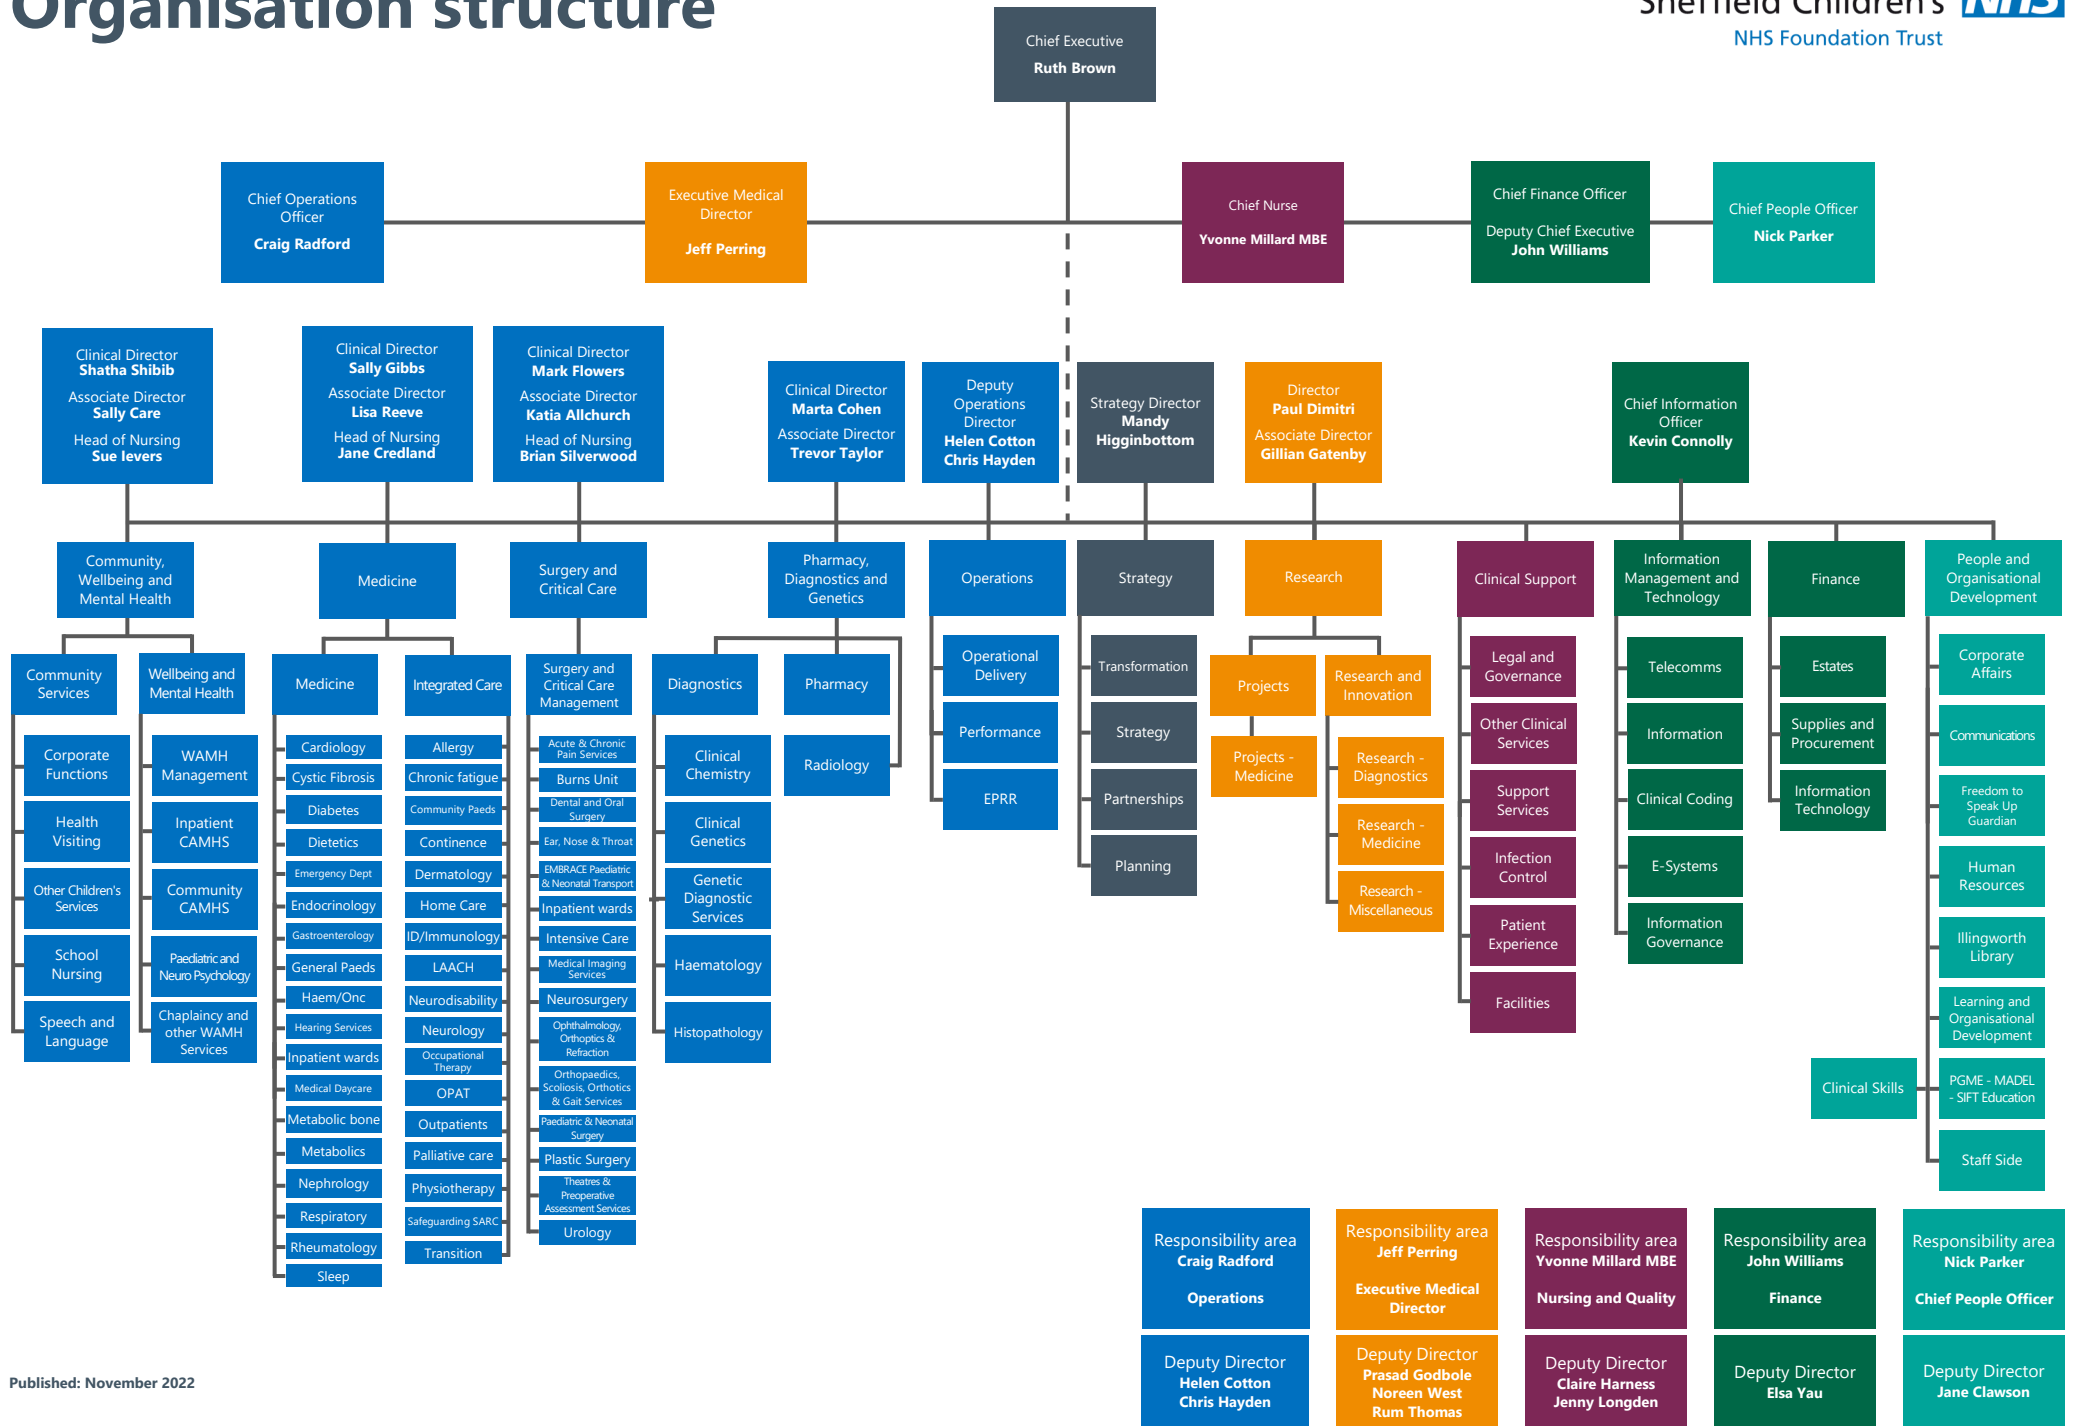 Organisation structure
Sheffield Children's NHS
NHS Foundation Trust
Chief Executive
Ruth Brown
Chief Operations
Officer
Craig Radford
Executive Medical
Director
Jeff Perring
Chief Nurse
Yvonne Millard MBE
Chief Finance Officer
Deputy Chief Executive
John Williams
Chief People Officer
Nick Parker
Clinical Director
Shatha Shibib
Associate Director
Sally Care
Head of Nursing
Sue Ievers
Clinical Director
Sally Gibbs
Associate Director
Lisa Reeve
Head of Nursing
Jane Credland
Clinical Director
Mark Flowers
Associate Director
Katia Allchurch
Head of Nursing
Brian Silverwood
Clinical Director
Marta Cohen
Associate Director
Trevor Taylor
Deputy
Operations
Director
Helen Cotton
Chris Hayden
Strategy Director
Mandy
Higginbottom
Director
Paul Dimitri
Associate Director
Gillian Gatenby
Chief Information
Officer
Kevin Connolly
Community,
Wellbeing and
Mental Health
Medicine
Surgery and
Critical Care
Pharmacy,
Diagnostics and
Genetics
Operations
Strategy
Research
Clinical Support
Information
Management and
Technology
Finance
People and
Organisational
Development
Community
Services
Corporate
Functions
Health
Visiting
Other Children's
Services
School
Nursing
Speech and
Language
Wellbeing and
Mental Health
WAMH
Management
Inpatient
CAMHS
Community
CAMHS
Paediatric and
Neuro Psychology
Chaplaincy and
other WAMH
Services
Medicine
Cardiology
Cystic Fibrosis
Diabetes
Dietetics
Emergency Dept
Endocrinology
Gastroenterology
General Paeds
Haem/Onc
Hearing Services
Inpatient wards
Medical Daycare
Metabolic bone
Metabolics
Nephrology
Respiratory
Rheumatology
Sleep
Integrated Care
Allergy
Chronic fatigue
Community Paeds
Continence
Dermatology
Home Care
ID/Immunology
LAACH
Neurodisability
Neurology
Occupational
Therapy
OPAT
Outpatients
Palliative care
Physiotherapy
Safeguarding SARC
Transition
Surgery and
Critical Care
Management
Acute & Chronic
Pain Services
Burns Unit
Dental and Oral
Surgery
Ear, Nose & Throat
EMBRACE Paediatric
& Neonatal Transport
Inpatient wards
Intensive Care
Medical Imaging
Services
Neurosurgery
Ophthalmology,
Orthoptics &
Refraction
Orthopaedics,
Scoliosis, Orthotics
& Gait Services
Paediatric & Neonatal
Surgery
Plastic Surgery
Theatres &
Preoperative
Assessment Services
Urology
Diagnostics
Clinical
Chemistry
Clinical
Genetics
Genetic
Diagnostic
Services
Haematology
Histopathology
Pharmacy
Radiology
Operational
Delivery
Performance
EPRR
Transformation
Strategy
Partnerships
Planning
Projects
Projects -
Medicine
Research and
Innovation
Research -
Diagnostics
Research -
Medicine
Research -
Miscellaneous
Legal and
Governance
Other Clinical
Services
Support
Services
Infection
Control
Patient
Experience
Facilities
Telecomms
Information
Clinical Coding
E-Systems
Information
Governance
Estates
Supplies and
Procurement
Information
Technology
Corporate
Affairs
Communications
Freedom to
Speak Up
Guardian
Human
Resources
Illingworth
Library
Learning and
Organisational
Development
Clinical Skills
PGME - MADEL
- SIFT Education
Staff Side
Responsibility area
Craig Radford
Operations
Responsibility area
Jeff Perring
Executive Medical
Director
Responsibility area
Yvonne Millard MBE
Nursing and Quality
Responsibility area
John Williams
Finance
Responsibility area
Nick Parker
Chief People Officer
Deputy Director
Helen Cotton
Chris Hayden
Deputy Director
Prasad Godbole
Noreen West
Rum Thomas
Deputy Director
Claire Harness
Jenny Longden
Deputy Director
Elsa Yau
Deputy Director
Jane Clawson
Published: November 2022